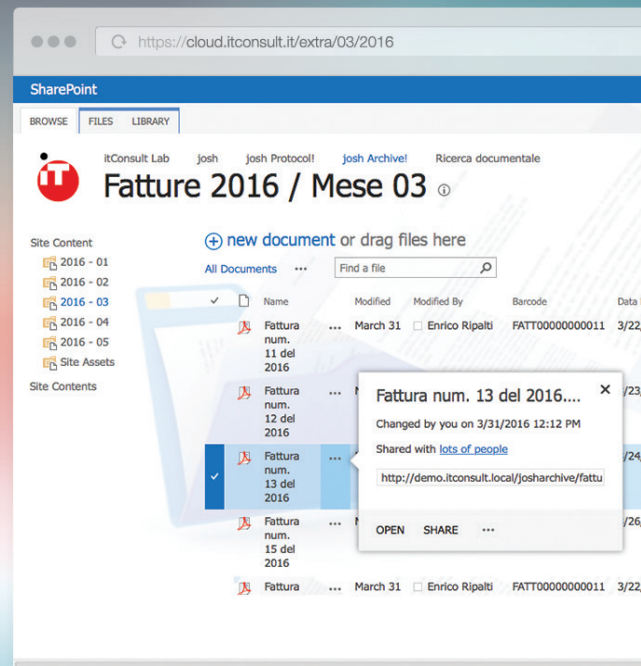 https://cloud.itconsult.it/extra/03/2016
SharePoint
BROWSE FILES LIBRARY
itConsult Lab josh josh Protocol! josh Archive! Ricerca documentale
iT
Fatture 2016 / Mese 03
Site Content
2016 - 01
2016 - 02
2016 - 03
2016 - 04
2016 - 05
Site Assets
Site Contents
new document or drag files here
All Documents ... Find a file
Name Modified Modified By Barcode Data
Fattura ... March 31 Enrico Ripalti FATT00000000011 3/22,
num.
11 del
2016
Fattura ... /23,
num.
12 del
2016
Fattura ... /24,
num.
13 del
2016
Fattura ... /26,
num.
15 del
2016
Fattura ... March 31 Enrico Ripalti FATT00000000011 3/22,
Fattura num. 13 del 2016....
Changed by you on 3/31/2016 12:12 PM
Shared with lots of people
http://demo.itconsult.local/josharchive/fattu
OPEN SHARE ...